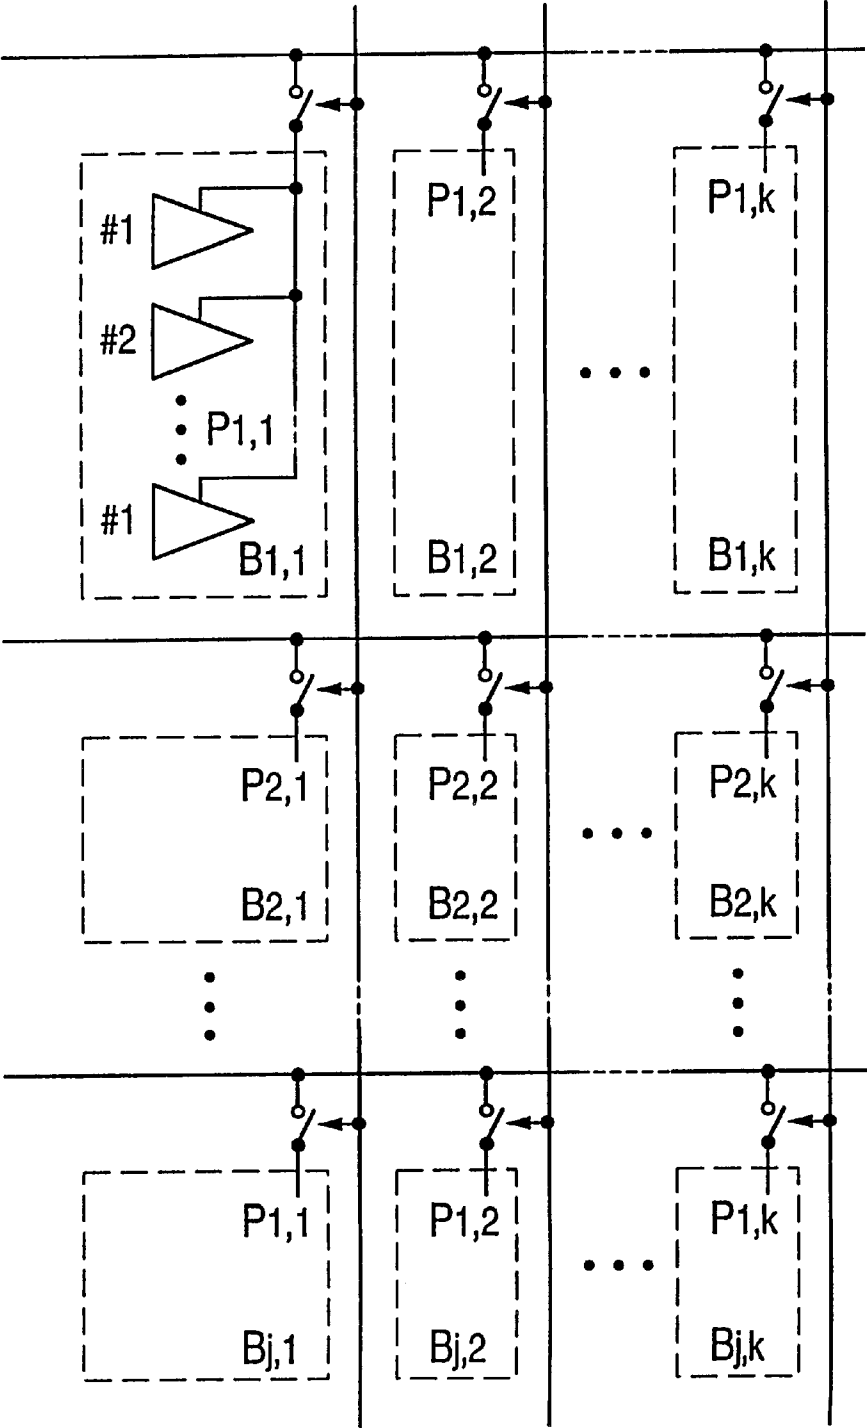 P1,2
P1,k
#1
#2
P1,1
#1
B1,1
B1,2
B1,k
P2,1
P2,2
P2,k
B2,1
B2,2
B2,k
P1,1
P1,2
P1,k
Bj,1
Bj,2
Bj,k